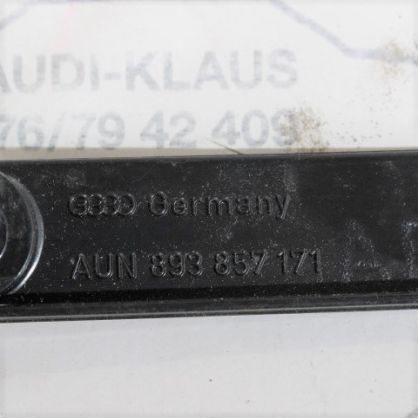 AUDI-KLAUS
76/79 42 409
Germany
AUN 893 857 171